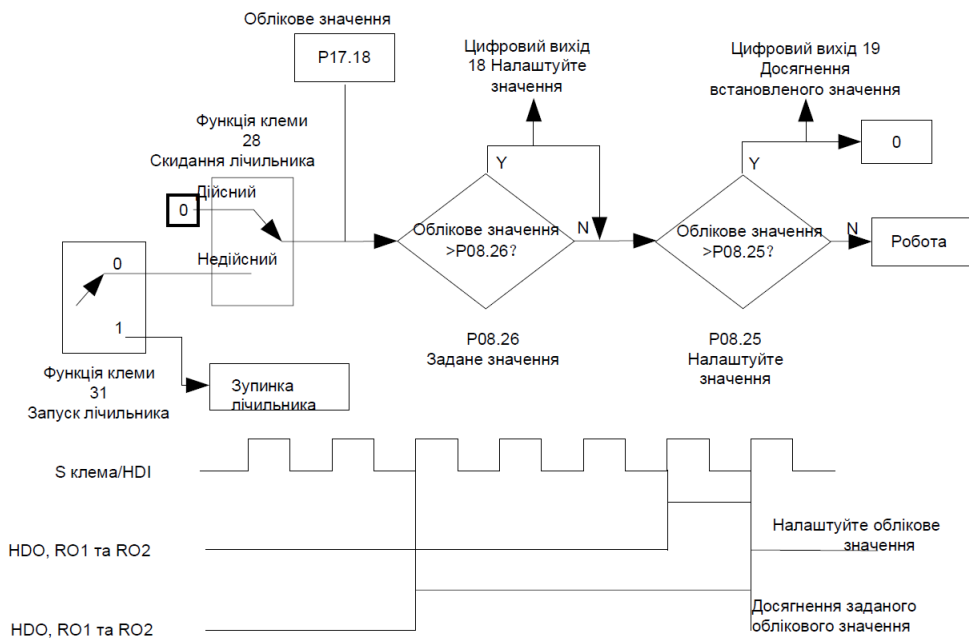 Облікове значення
P17.18
Цифровий вихід
18 Налаштуйте
значення
Цифровий вихід 19
Досягнення
встановленого значення
Функція клеми
28
Скидання лічильника
0
Дійсний
Недійсний
0
1
Y
N
Облікове значення
>P08.26?
Y
0
N
Облікове значення
>P08.25?
Робота
P08.26
Задане значення
P08.25
Налаштуйте
значення
Функція клеми
31
Запуск лічильника
Зупинка
лічильника
S клема/HDI
HDO, RO1 та RO2
Налаштуйте облікове
значення
HDO, RO1 та RO2
Досягнення заданого
облікового значення